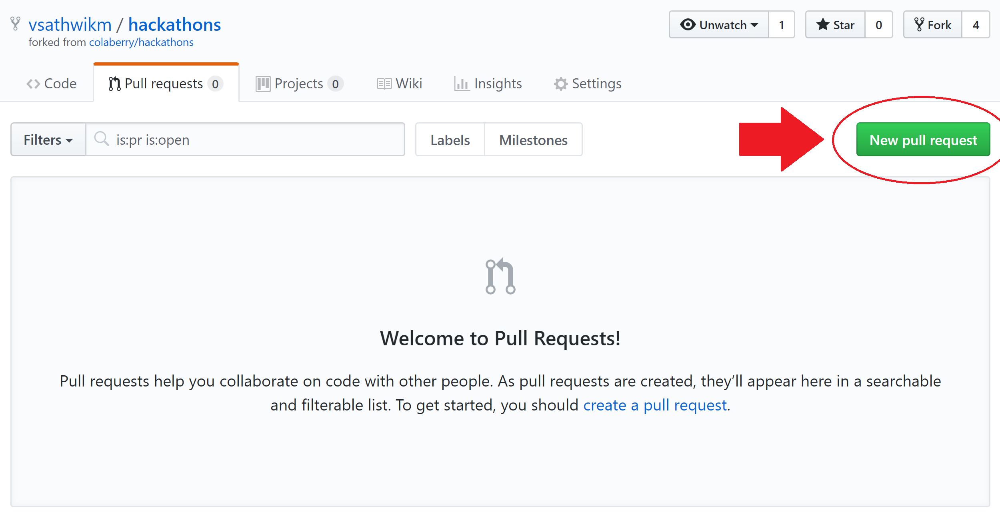 vsathwikm / hackathons
forked from colaberry/hackathons
Unwatch 1 Star 0 Fork 4
Code Pull requests 0 Projects 0 Wiki Insights Settings
Filters is:pr is:open Labels Milestones New pull request
Welcome to Pull Requests!
Pull requests help you collaborate on code with other people. As pull requests are created, they’ll appear here in a searchable
and filterable list. To get started, you should create a pull request.